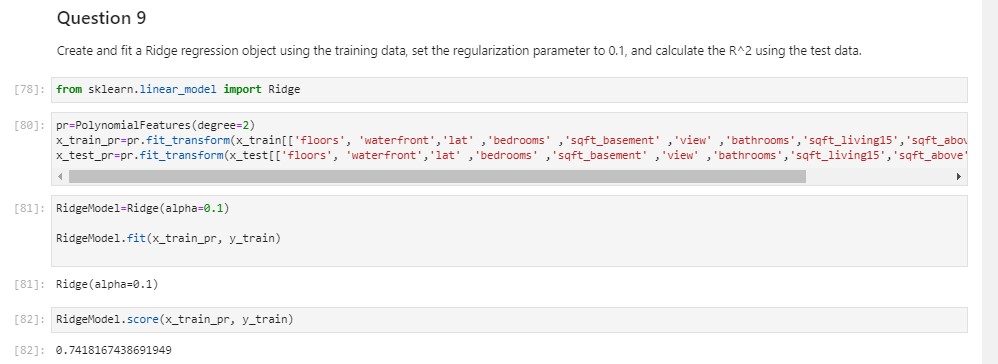 Question 9
Create and fit a Ridge regression object using the training data, set the regularization parameter to 0.1, and calculate the R^2 using the test data.
[78]: from sklearn.linear_model import Ridge
[80]: pr=PolynomialFeatures(degree=2)
x_train_pr=pr.fit_transform(x_train[['floors', 'waterfront','lat' ,'bedrooms' ,'sqft_basement' ,'view' ,'bathrooms','sqft_living15','sqft_abov
x_test_pr=pr.fit_transform(x_test[['floors', 'waterfront','lat' ,'bedrooms' ,'sqft_basement' ,'view' ,'bathrooms','sqft_living15','sqft_above'
[81]: RidgeModel=Ridge(alpha=0.1)
RidgeModel.fit(x_train_pr, y_train)
[81]: Ridge(alpha=0.1)
[82]: RidgeModel.score(x_train_pr, y_train)
[82]: 0.7418167438691949